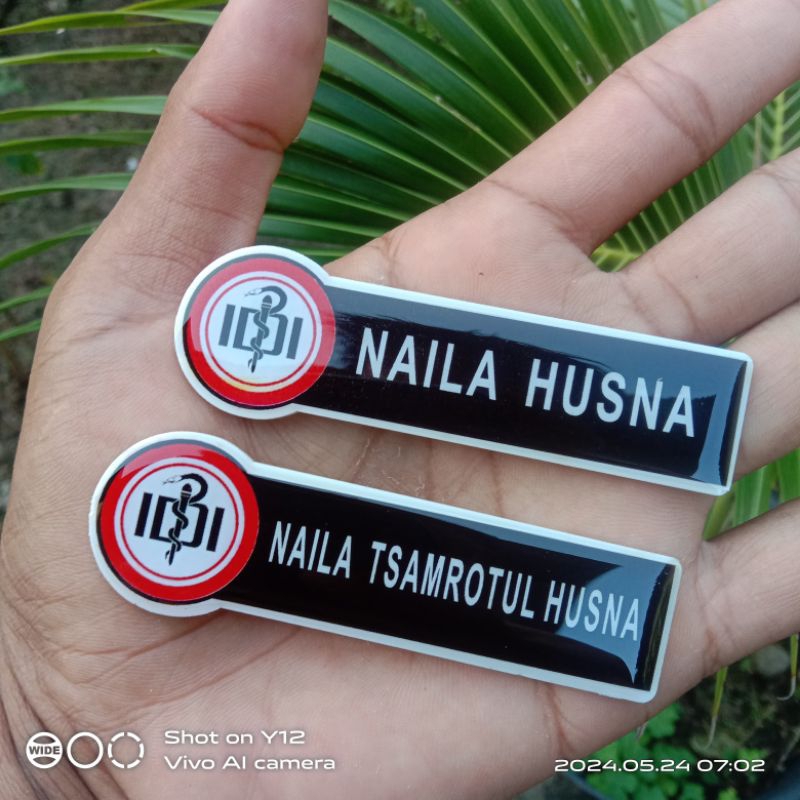 IDI
NAILA HUSNA
IDI
NAILA TSAMROTUL HUSNA
WIDE
Shot on Y12
Vivo AI camera
2024.05.24 07:02